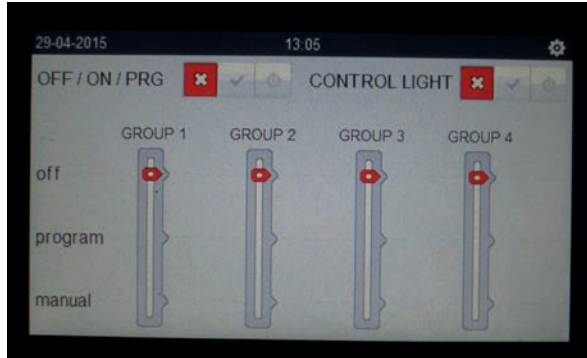 29-04-2015 13:05
OFF / ON / PRG CONTROL LIGHT
GROUP 1 GROUP 2 GROUP 3 GROUP 4
off
program
manual